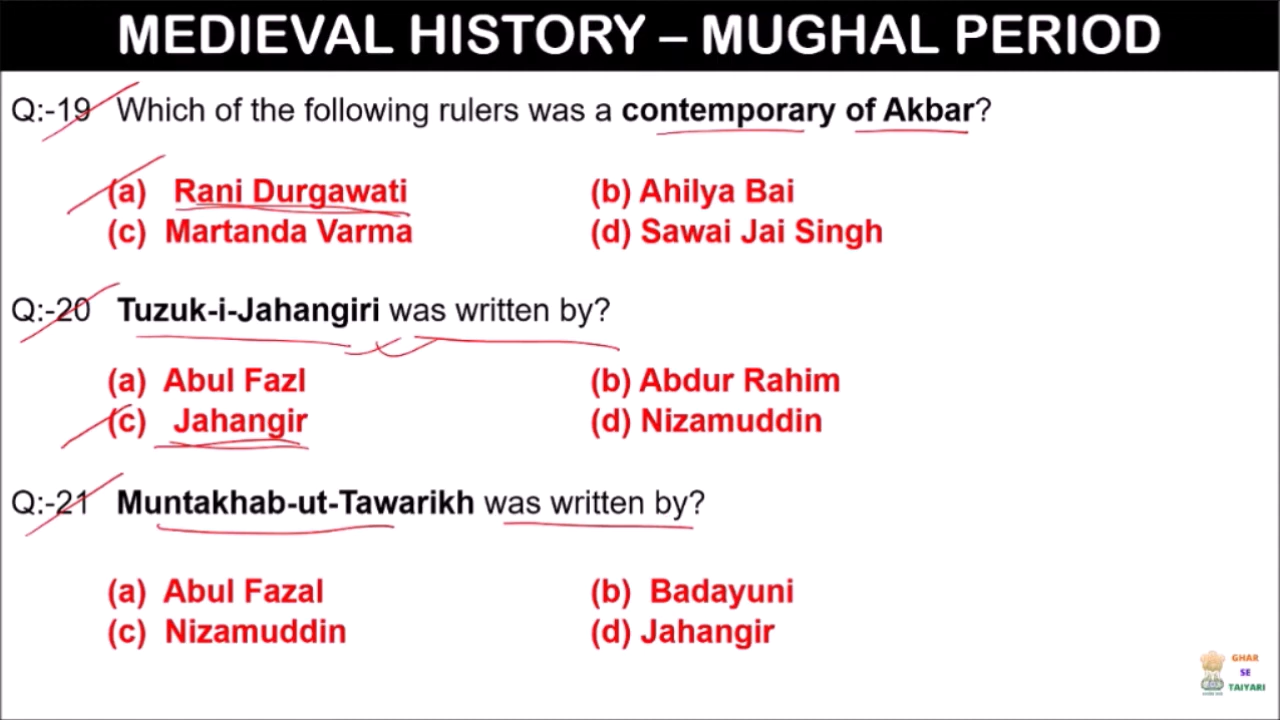 MEDIEVAL HISTORY – MUGHAL PERIOD
Q:-19 Which of the following rulers was a contemporary of Akbar?
(a) Rani Durgawati (b) Ahilya Bai
(c) Martanda Varma (d) Sawai Jai Singh
Q:-20 Tuzuk-i-Jahangiri was written by?
(a) Abul Fazl (b) Abdur Rahim
(c) Jahangir (d) Nizamuddin
Q:-21 Muntakhab-ut-Tawarikh was written by?
(a) Abul Fazal (b) Badayuni
(c) Nizamuddin (d) Jahangir
GHAR
SE
TAIYARI